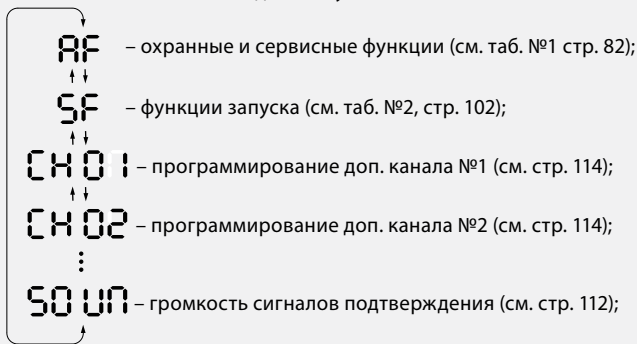 AF – охранные и сервисные функции (см. таб. №1 стр. 82);
SF – функции запуска (см. таб. №2, стр. 102);
CH01 – программирование доп. канала №1 (см. стр. 114);
CH02 – программирование доп. канала №2 (см. стр. 114);
SOUN – громкость сигналов подтверждения (см. стр. 112);